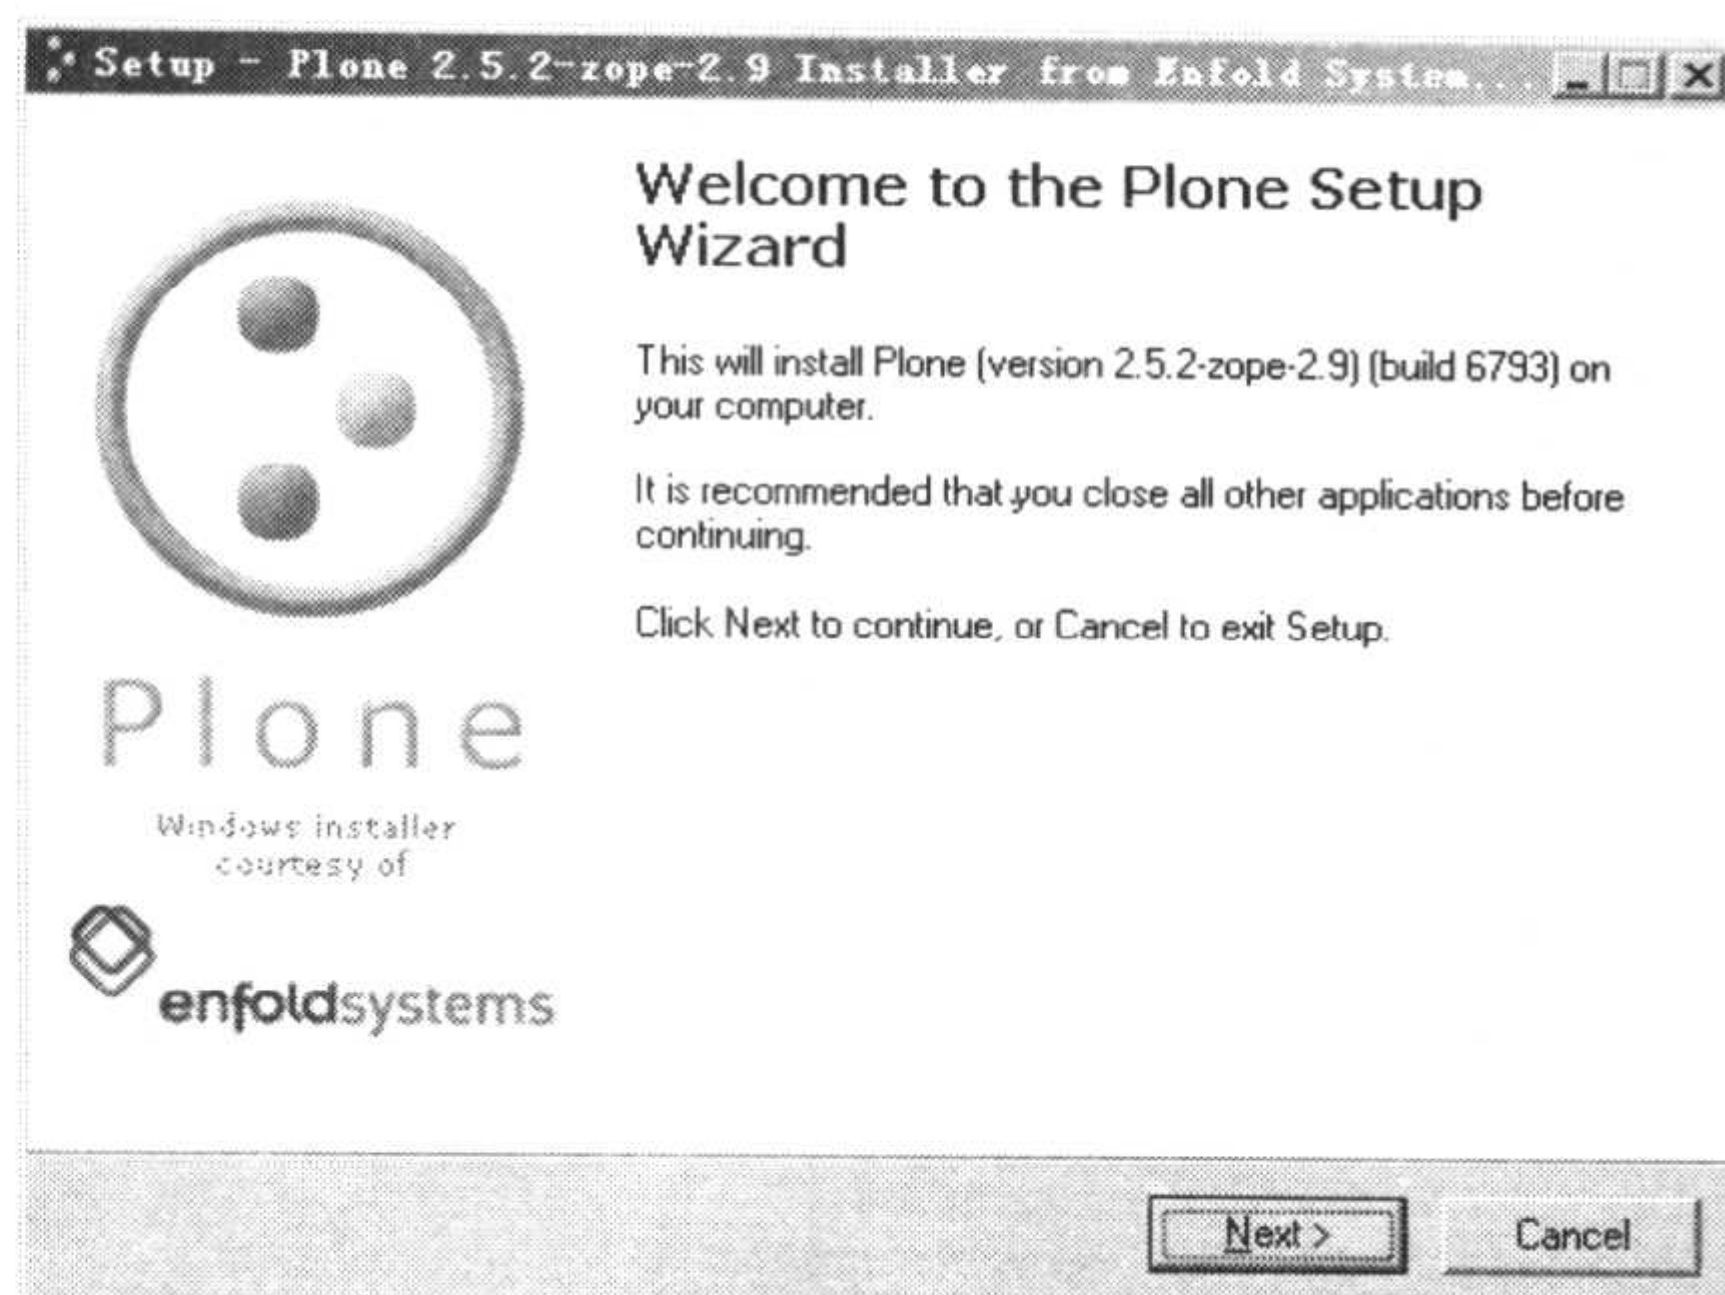 Setup - Plone 2.5.2-zope-2.9 Installer from Enfold System...
Welcome to the Plone Setup
Wizard
This will install Plone (version 2.5.2-zope-2.9) (build 6793) on
your computer.
It is recommended that you close all other applications before
continuing.
Click Next to continue, or Cancel to exit Setup.
Plone
Windows installer
courtesy of
enfoldsystems
Next >
Cancel